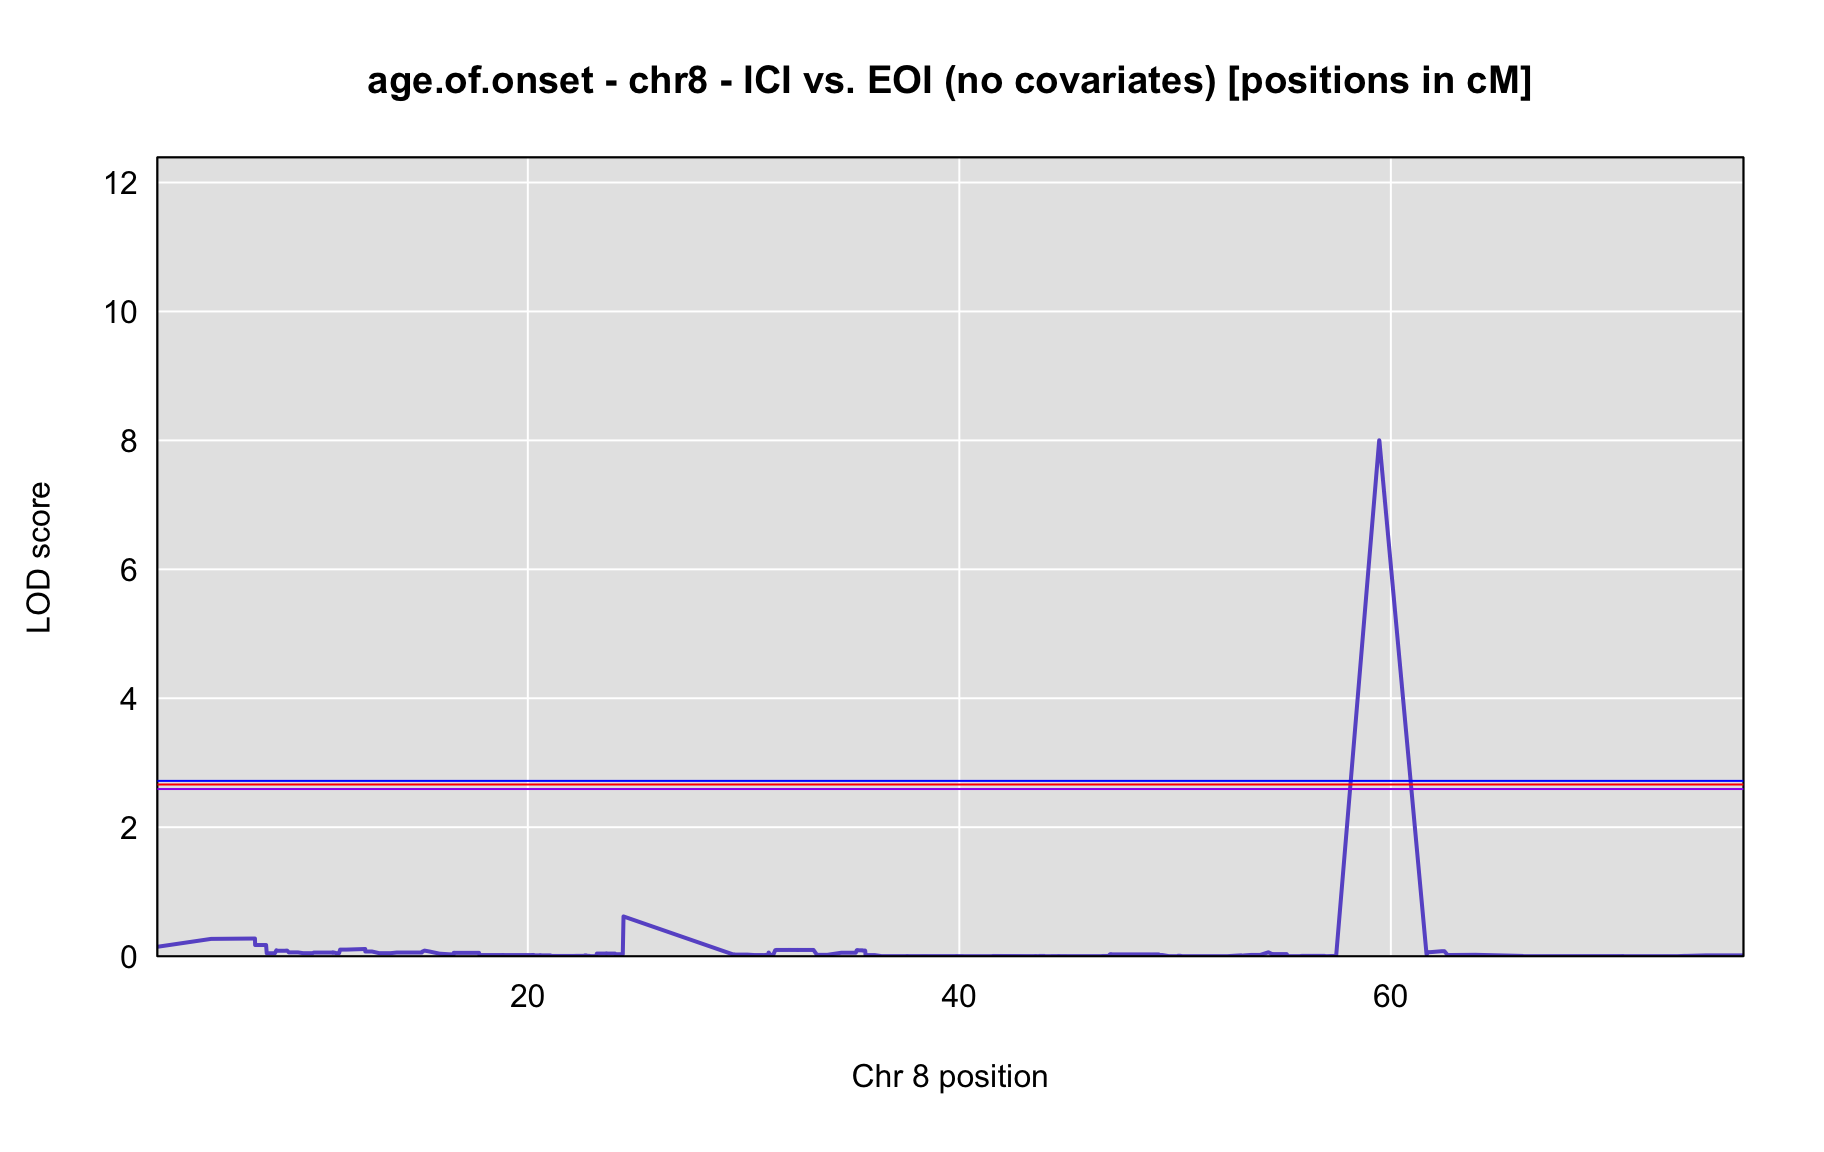 age.of.onset - chr8 - ICI vs. EOI (no covariates) [positions in cM]
12
10
8
6
4
2
0
LOD score
20 40 60
Chr 8 position